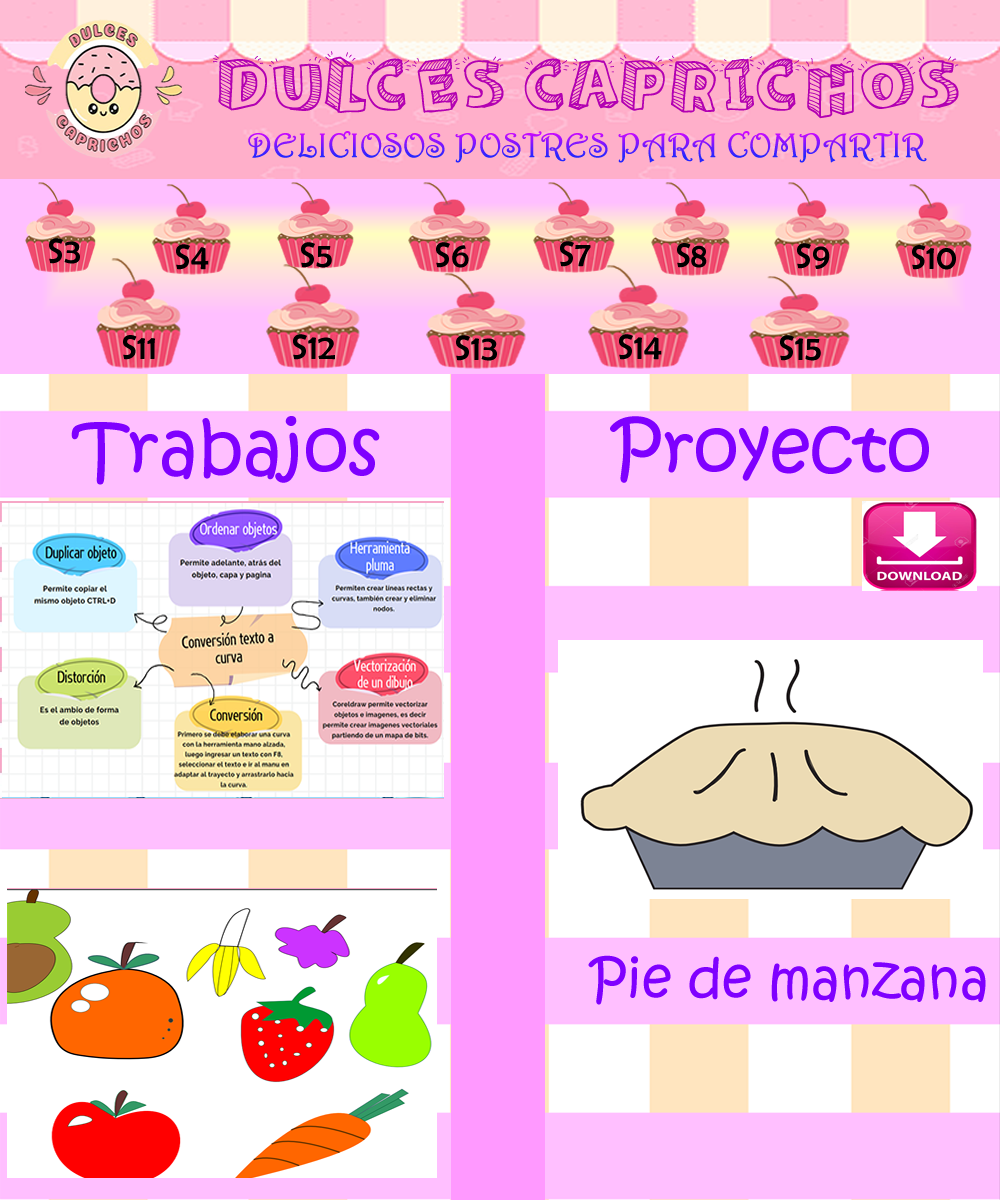 DULCES
CAPRICHOS
DULCES CAPRICHOS
DELICIOSOS POSTRES PARA COMPARTIR
S3 S4 S5 S6 S7 S8 S9 S10
S11 S12 S13 S14 S15
Trabajos
Proyecto
DOWNLOAD
Duplicar objeto
Permite copiar el
mismo objeto CTRL+D
Ordenar objetos
Permite adelante, atrás del
objeto, capa y pagina
Herramienta
pluma
Permiten crear líneas rectas y
curvas, también crear y eliminar
nodos.
Conversión texto a
curva
Distorción
Es el ambio de forma
de objetos
Conversión
Primero se debe elaborar una curva
con la herramienta mano alzada,
luego ingresar un texto con F8,
seleccionar el texto e ir al manu en
adaptar al trayecto y arrastrarlo hacia
la curva.
Vectorización
de un dibujo
Coreldraw permite vectorizar
objetos e imagenes, es decir
permite crear imagenes vectoriales
partiendo de un mapa de bits.
Pie de manzana